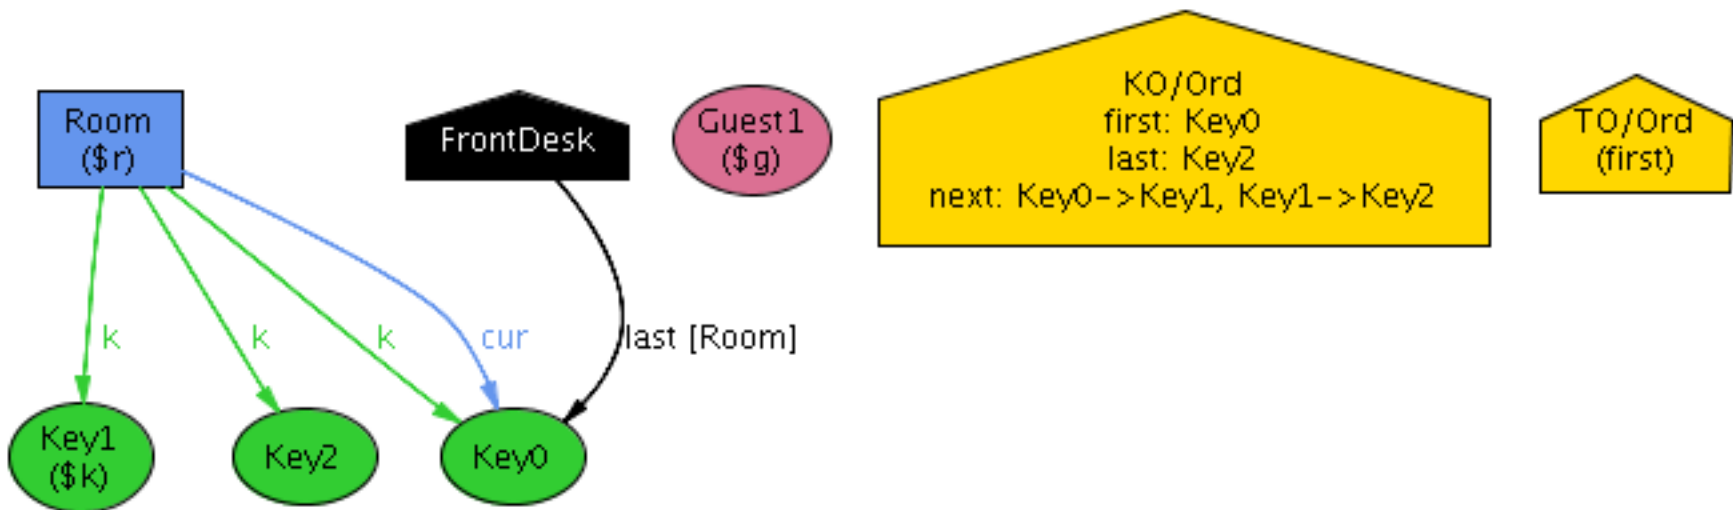 Room
($r)
FrontDesk
Guest1
($g)
KO/Ord
first: Key0
last: Key2
next: Key0->Key1, Key1->Key2
TO/Ord
(first)
k
k
k
cur
last [Room]
Key1
($k)
Key2
Key0